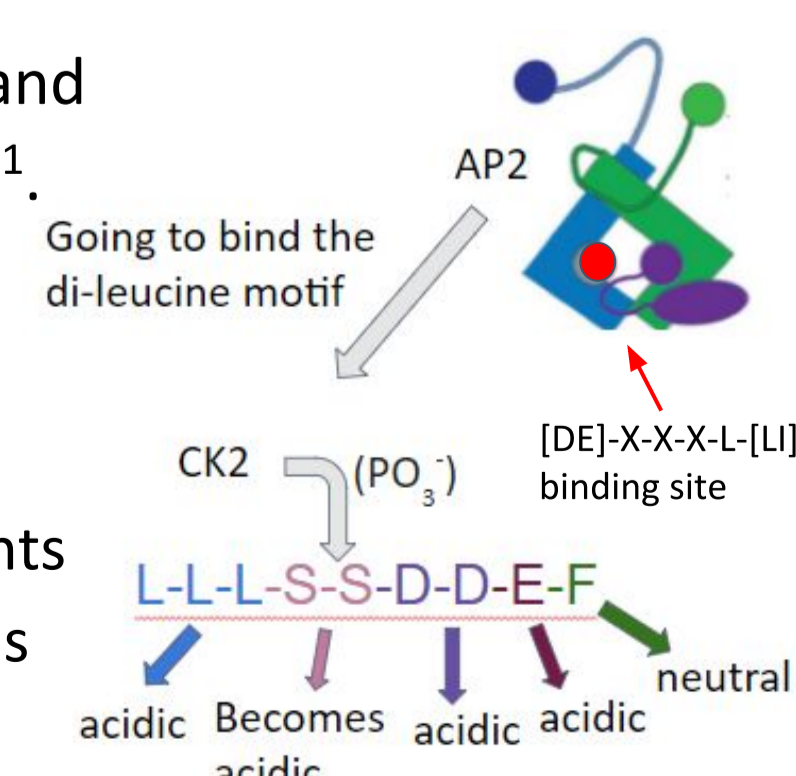 and
1.
AP2
Going to bind the
di-leucine motif
[DE]-X-X-X-L-[LI]
binding site
CK2
(PO3-)
nts
s
L-L-L-S-S-D-D-E-F
neutral
acidic
Becomes
acidic
acidic
acidic